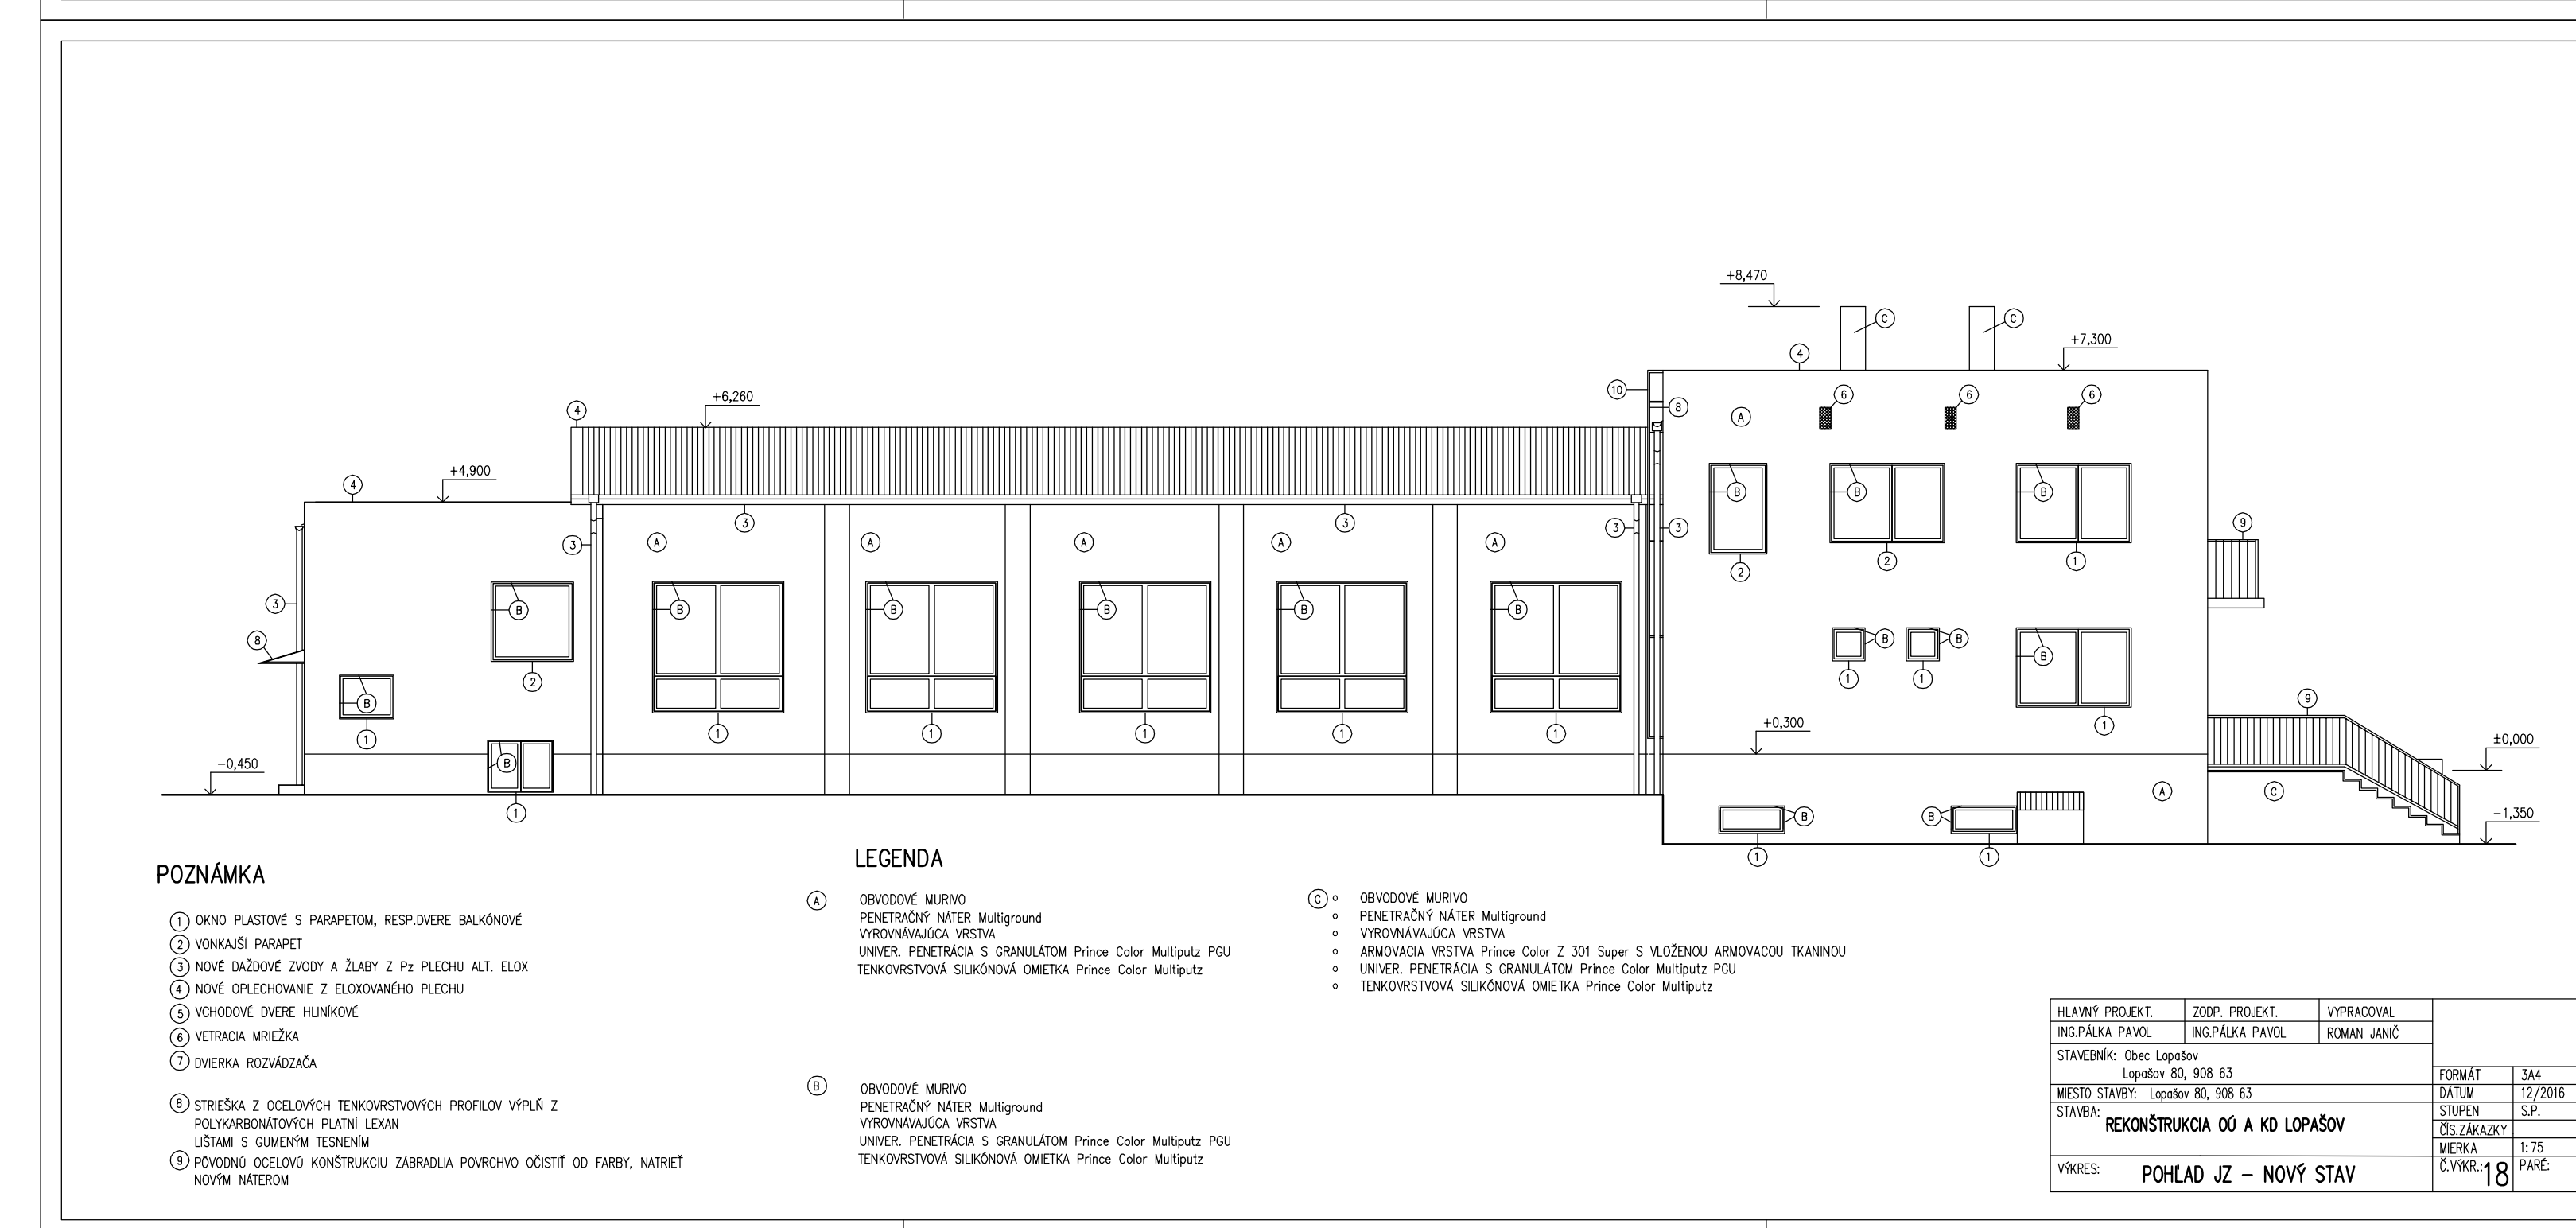 +8,470
C
C
4
+7,300
10
6
6
6
+6,260
4
8
A
+4,900
4
B
B
B
3
3
3
3
9
3
A
A
A
A
A
2
1
2
3
B
B
B
B
B
B
8
B
B
B
2
1
1
B
9
1
1
1
1
1
1
+0,300
1
±0,000
-0,450
B
A
C
1
B
B
-1,350
1
1
POZNÁMKA
1 OKNO PLASTOVÉ S PARAPETOM, RESP.DVERE BALKÓNOVÉ
2 VONKAJŠÍ PARAPET
3 NOVÉ DAŽDOVÉ ZVODY A ŽLABY Z Pz PLECHU ALT. ELOX
4 NOVÉ OPLECHOVANIE Z ELOXOVANÉHO PLECHU
5 VCHODOVÉ DVERE HLINÍKOVÉ
6 VETRACIA MRIEŽKA
7 DVIERKA ROZVÁDZAČA
8 STRIEŠKA Z OCELOVÝCH TENKOVRSTVOVÝCH PROFILOV VÝPLŇ Z
POLYKARBONÁTOVÝCH PLATNÍ LEXAN
LIŠTAMI S GUMENÝM TESNENÍM
9 PÔVODNÚ OCELOVÚ KONŠTRUKCIU ZÁBRADLIA POVRCHVO OČISTIŤ OD FARBY, NATRIEŤ
NOVÝM NÁTEROM
LEGENDA
A OBVODOVÉ MURIVO
PENETRAČNÝ NÁTER Multiground
VYROVNÁVAJÚCA VRSTVA
UNIVER. PENETRÁCIA S GRANULÁTOM Prince Color Multiputz PGU
TENKOVRSTVOVÁ SILIKÓNOVÁ OMIETKA Prince Color Multiputz
B OBVODOVÉ MURIVO
PENETRAČNÝ NÁTER Multiground
VYROVNÁVAJÚCA VRSTVA
UNIVER. PENETRÁCIA S GRANULÁTOM Prince Color Multiputz PGU
TENKOVRSTVOVÁ SILIKÓNOVÁ OMIETKA Prince Color Multiputz
C OBVODOVÉ MURIVO
PENETRAČNÝ NÁTER Multiground
VYROVNÁVAJÚCA VRSTVA
ARMOVACIA VRSTVA Prince Color Z 301 Super S VLOŽENOU ARMOVACOU TKANINOU
UNIVER. PENETRÁCIA S GRANULÁTOM Prince Color Multiputz PGU
TENKOVRSTVOVÁ SILIKÓNOVÁ OMIETKA Prince Color Multiputz
HLAVNÝ PROJEKT. ZODP. PROJEKT. VYPRACOVAL
ING.PÁLKA PAVOL ING.PÁLKA PAVOL ROMAN JANIČ
STAVEBNÍK: Obec Lopašov
Lopašov 80, 908 63
MIESTO STAVBY: Lopašov 80, 908 63
STAVBA:
REKONŠTRUKCIA OÚ A KD LOPAŠOV
VÝKRES: POHĽAD JZ – NOVÝ STAV
FORMÁT 3A4
DÁTUM 12/2016
STUPEN S.P.
ČÍS.ZÁKAZKY
MIERKA 1:75
Č.VÝKR.: 18 PARÉ: